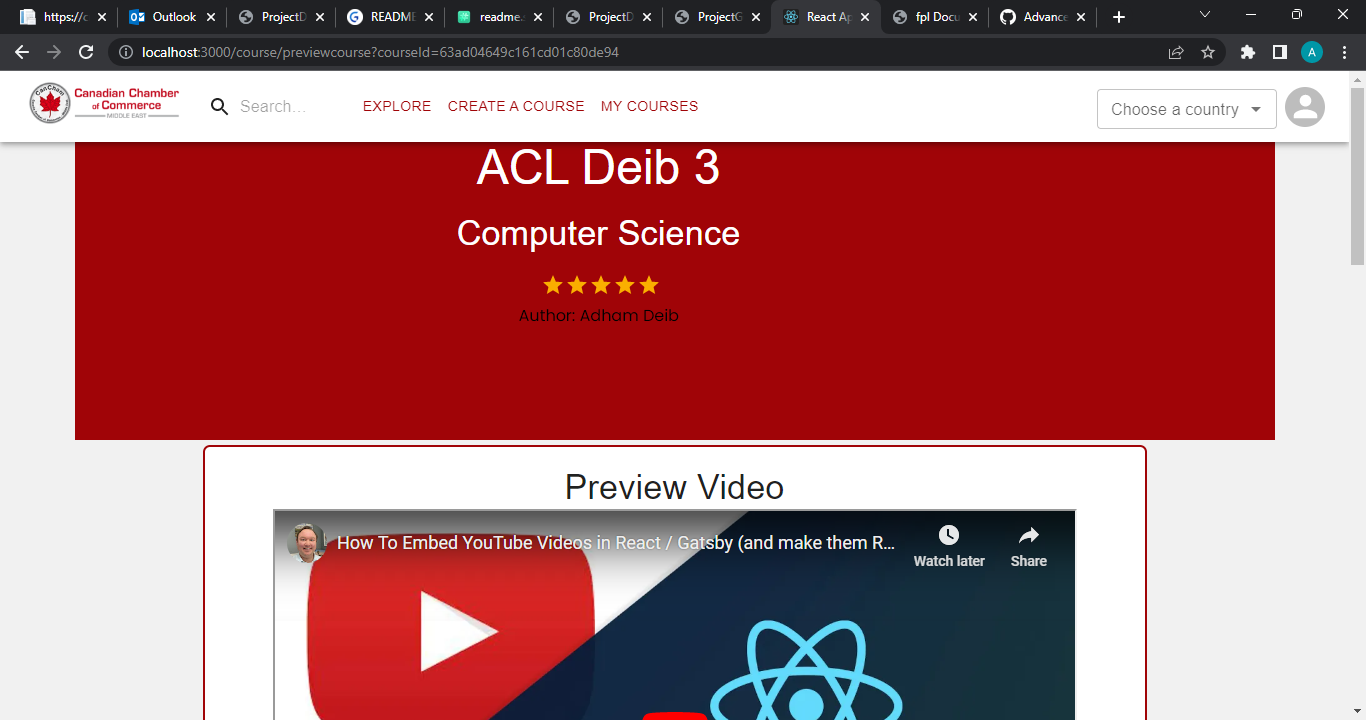 https://c
Outlook
ProjectD
README
readme.
ProjectD
ProjectG
React Ap
fpl Docu
Advance
localhost:3000/course/previewcourse?courseId=63ad04649c161cd01c80de94
A
CanCham
Canadian Chamber
of Commerce
MIDDLE EAST
Search...
EXPLORE
CREATE A COURSE
MY COURSES
Choose a country
ACL Deib 3
Computer Science
Author: Adham Deib
Preview Video
How To Embed YouTube Videos in React / Gatsby (and make them R...
Watch later
Share